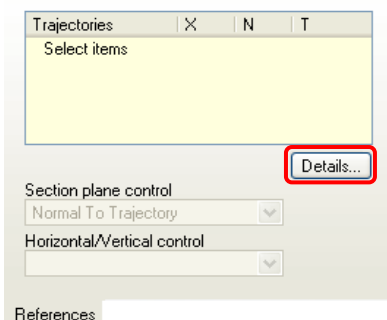 Trajectories X N T
Select items
Details...
Section plane control
Normal To Trajectory
Horizontal/Vertical control
References